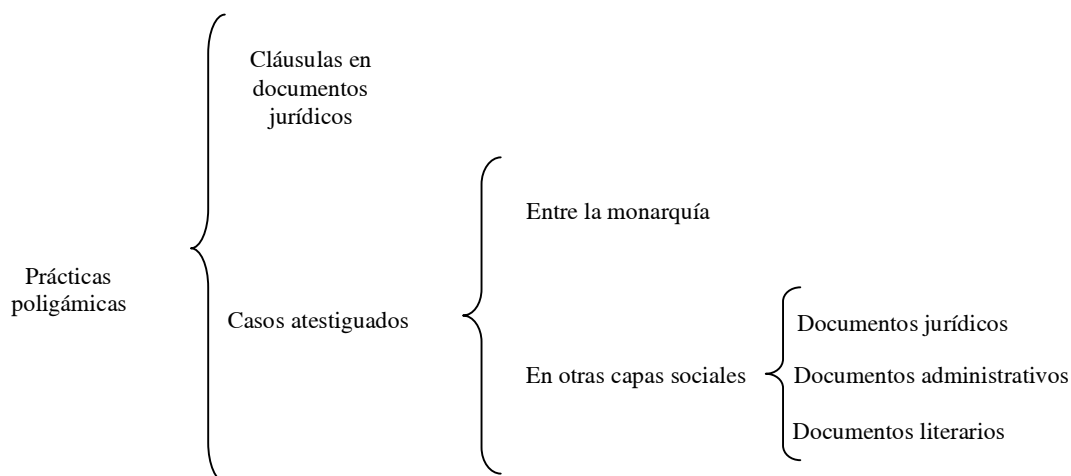 Cláusulas en
documentos
jurídicos
Entre la monarquía
Prácticas
poligámicas
Casos atestiguados
Documentos jurídicos
En otras capas sociales
Documentos administrativos
Documentos literarios